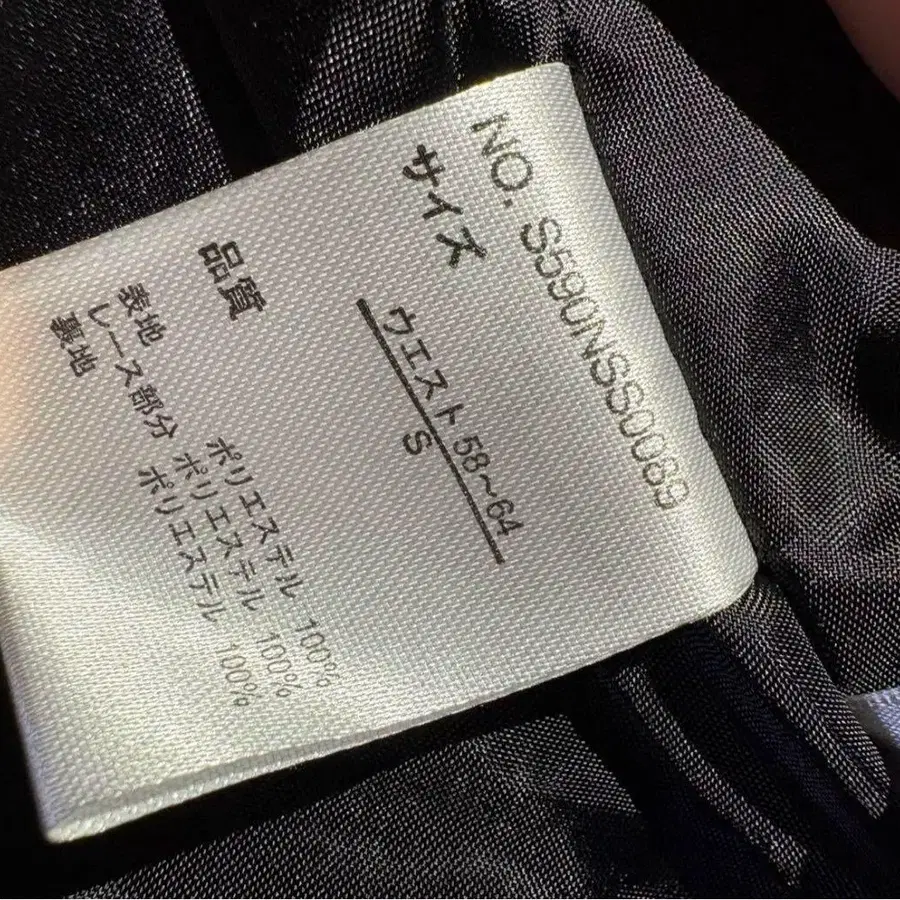 NO. S590NSS0089
サイズ
ウエスト58〜64
S
品質
表地 ポリエステル 100%
レース部分 ポリエステル 100%
裏地 ポリエステル 100%